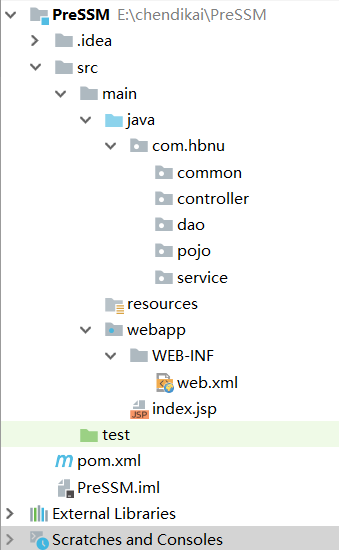 PreSSM E:\chendikai\PreSSM
.idea
src
main
java
com.hbnu
common
controller
dao
pojo
service
resources
webapp
WEB-INF
web.xml
JSP index.jsp
test
m pom.xml
PreSSM.iml
External Libraries
Scratches and Consoles